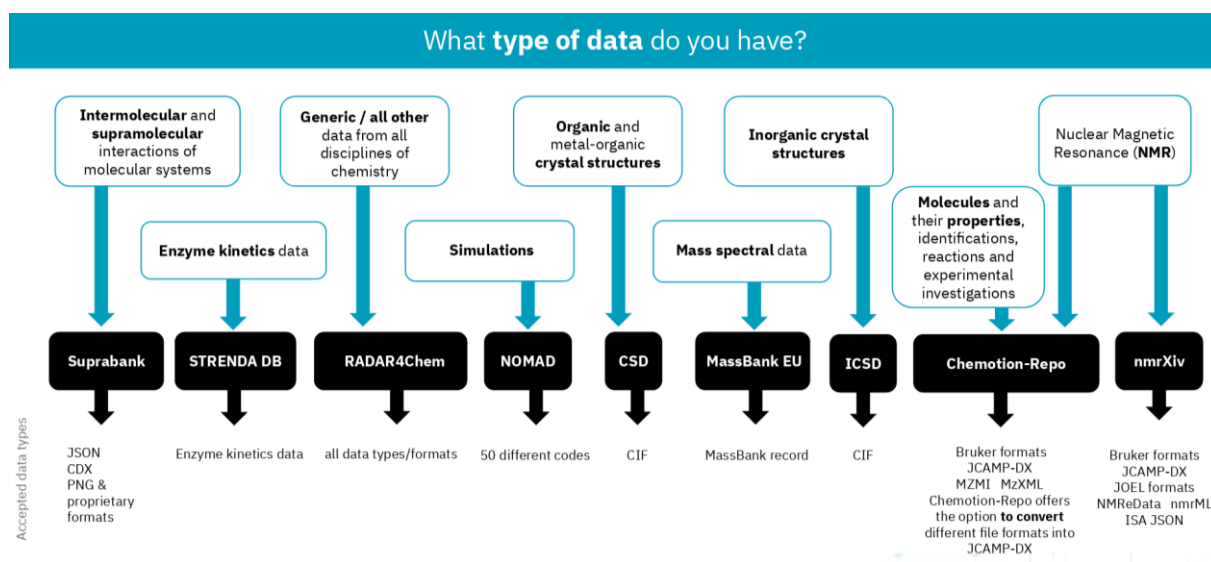 What type of data do you have?
Intermolecular and
supramolecular
interactions of
molecular systems
Generic / all other
data from all
disciplines of
chemistry
Organic and
metal-organic
crystal structures
Inorganic crystal
structures
Nuclear Magnetic
Resonance (NMR)
Enzyme kinetics data
Simulations
Mass spectral data
Molecules and
their properties,
identifications,
reactions and
experimental
investigations
Suprabank
STRENDA DB
RADAR4Chem
NOMAD
CSD
MassBank EU
ICSD
Chemotion-Repo
nmrXiv
Accepted data types
JSON
CDX
PNG &
proprietary
formats
Enzyme kinetics data
all data types/formats
50 different codes
CIF
MassBank record
CIF
Bruker formats
JCAMP-DX
MZMI MzXML
Chemotion-Repo offers
the option to convert
different file formats into
JCAMP-DX
Bruker formats
JCAMP-DX
JOEL formats
NMReData nmrML
ISA JSON